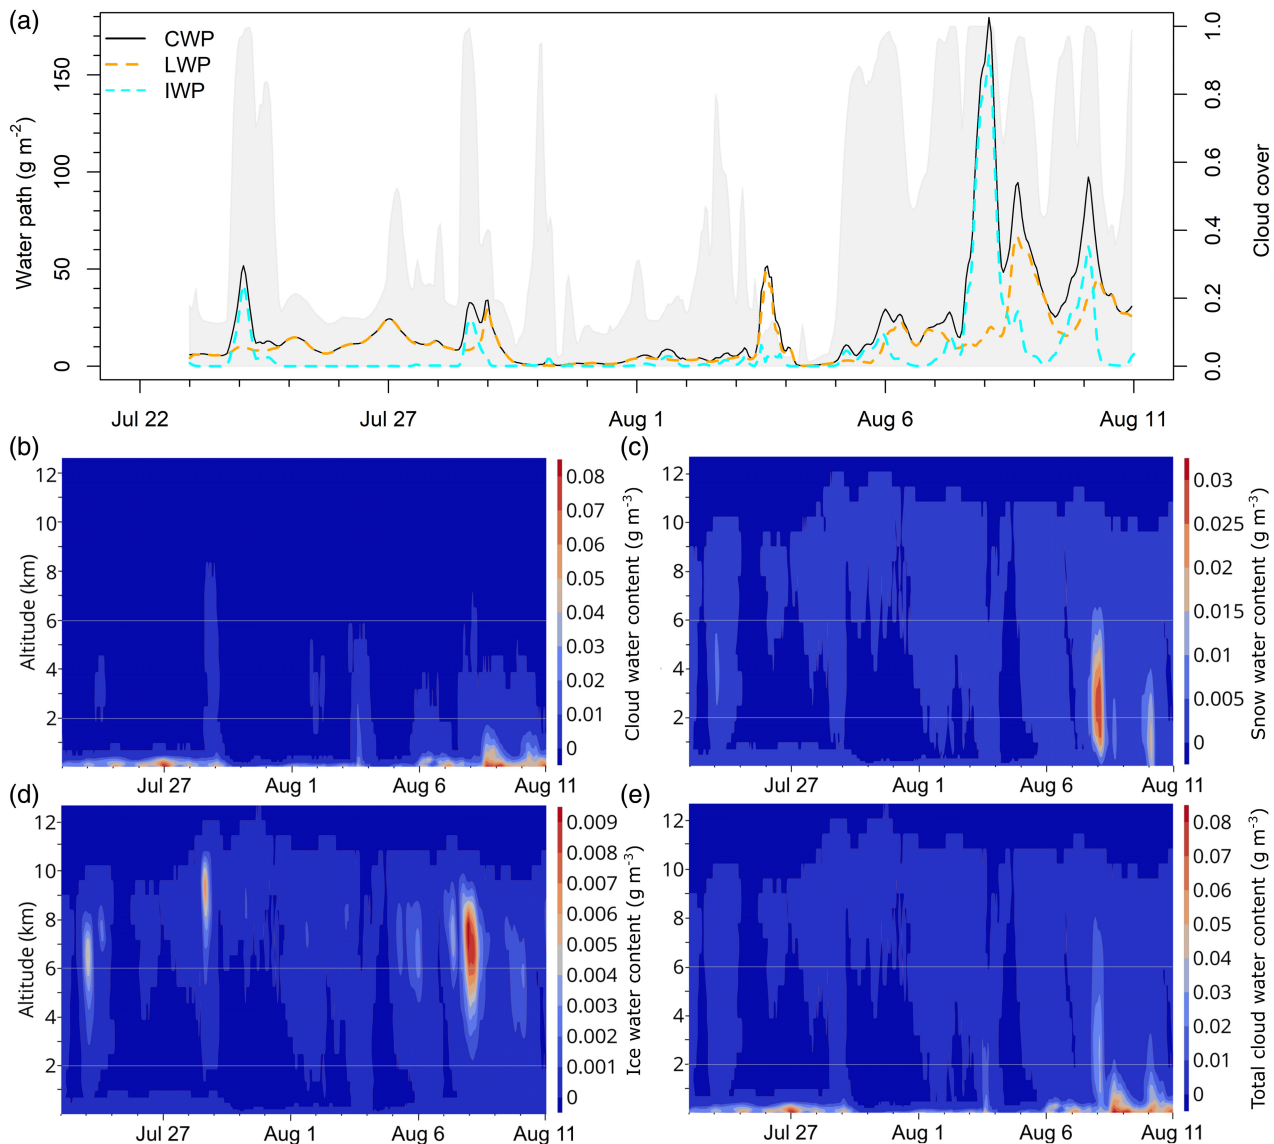 (a)
CWP
LWP
IWP
Water path (g m-2)
0
50
100
150
Cloud cover
0.0
0.2
0.4
0.6
0.8
1.0
Jul 22
Jul 27
Aug 1
Aug 6
Aug 11
(b)
Altitude (km)
12
10
8
6
4
2
Jul 27
Aug 1
Aug 6
Aug 11
0.08
0.07
0.06
0.05
0.04
0.03
0.02
0.01
0
Cloud water content (g m-3)
(c)
12
10
8
6
4
2
Jul 27
Aug 1
Aug 6
Aug 11
0.03
0.025
0.02
0.015
0.01
0.005
0
Snow water content (g m-3)
(d)
Altitude (km)
12
10
8
6
4
2
Jul 27
Aug 1
Aug 6
Aug 11
0.009
0.008
0.007
0.006
0.005
0.004
0.003
0.002
0.001
0
Ice water content (g m-3)
(e)
12
10
8
6
4
2
Jul 27
Aug 1
Aug 6
Aug 11
0.08
0.07
0.06
0.05
0.04
0.03
0.02
0.01
0
Total cloud water content (g m-3)